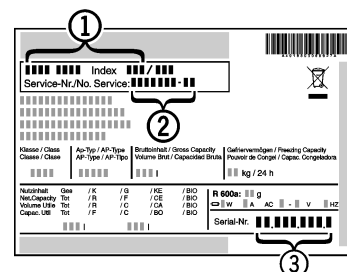 1
Index /
Service-Nr./No. Service: -
2
Klasse / Class
Classe / Clase
Ap-Typ / AP-Type
AP-Type / AP-Tipo
Bruttoinhalt / Gross Capacity
Volume Brut / Capacidad Bruta
Gefriervermögen / Freezing Capacity
Pouvoir de Congel / Capac. Congeladora
l
kg / 24 h
Nutzinhalt Ges / K / G / KE / BIO
Net.Capacity Tot / R / F / CE / BIO
Volume Utile Tot / R / C / CA / BIO
Capac. Util Tot / F / C / BO / BIO
l l
R 600a: g
W A AC - V HZ
Serial-Nr. . .
3